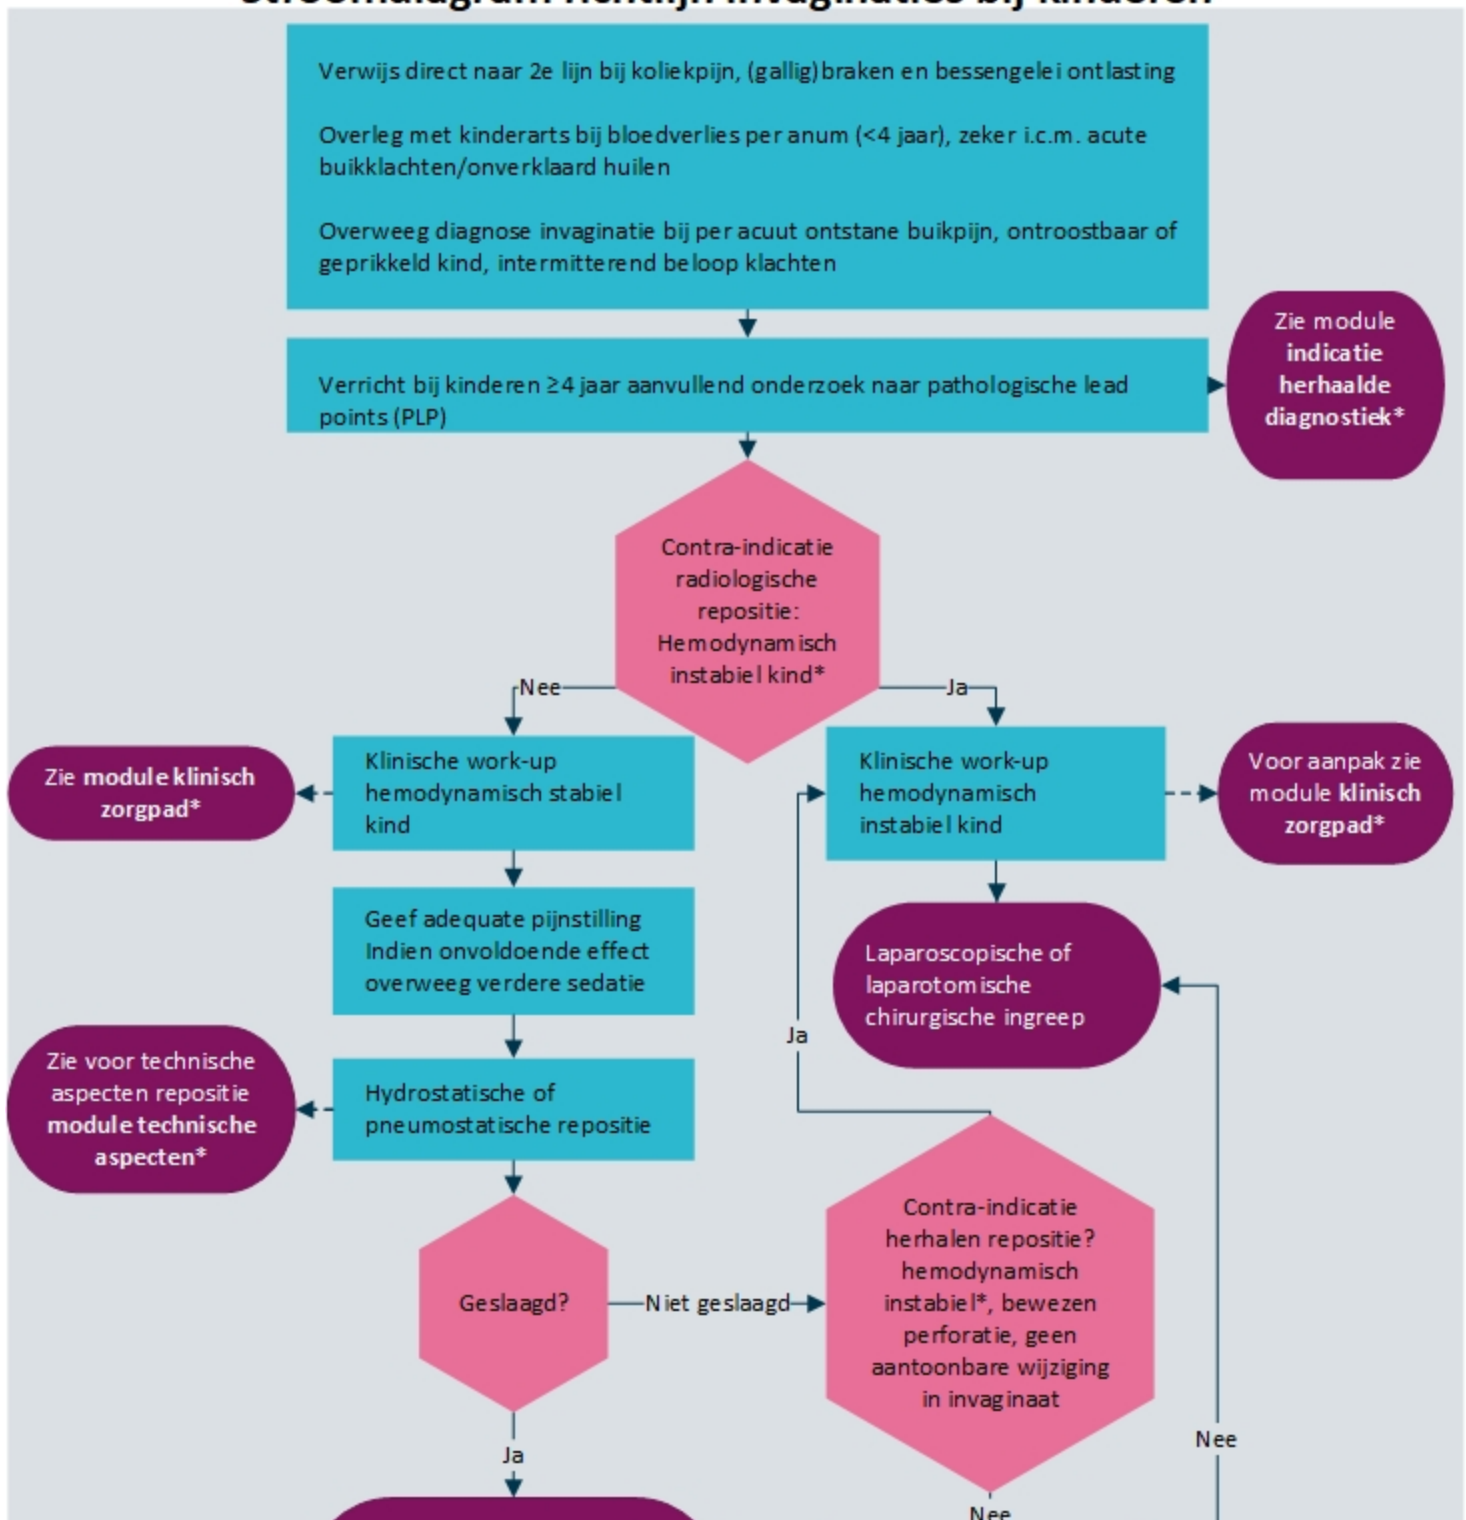 Stroomdiagram richtlijn invaginaties bij kinderen
Verwijs direct naar 2e lijn bij koliekpijn, (gallig)braken en bessengelei ontlasting
Overleg met kinderarts bij bloedverlies per anum (<4 jaar), zeker i.c.m. acute
buikklachten/onverklaard huilen
Overweeg diagnose invaginatie bij per acuut ontstane buikpijn, ontroostbaar of
geprikkeld kind, intermitterend beloop klachten
Zie module
indicatie
herhaalde
diagnostiek*
Verricht bij kinderen ≥4 jaar aanvullend onderzoek naar pathologische lead
points (PLP)
Contra-indicatie
radiologische
repositie:
Hemodynamisch
instabiel kind*
Nee
Ja
Zie module klinisch
zorgpad*
Klinische work-up
hemodynamisch stabiel
kind
Klinische work-up
hemodynamisch
instabiel kind
Voor aanpak zie
module klinisch
zorgpad*
Geef adequate pijnstilling
Indien onvoldoende effect
overweeg verdere sedatie
Laparoscopische of
laparotomische
chirurgische ingreep
Ja
Zie voor technische
aspecten repositie
module technische
aspecten*
Hydrostatische of
pneumostatische repositie
Geslaagd?
Niet geslaagd
Contra-indicatie
herhalen repositie?
hemodynamisch
instabiel*, bewezen
perforatie, geen
aantoonbare wijziging
in invaginaat
Nee
Ja
Nee